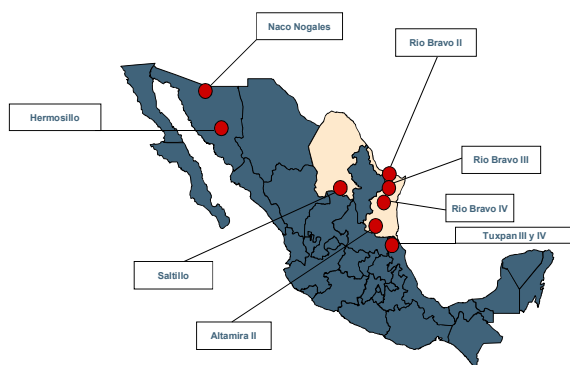 Naco Nogales
Rio Bravo II
Hermosillo
Rio Bravo III
Rio Bravo IV
Tuxpan III y IV
Saltillo
Altamira II